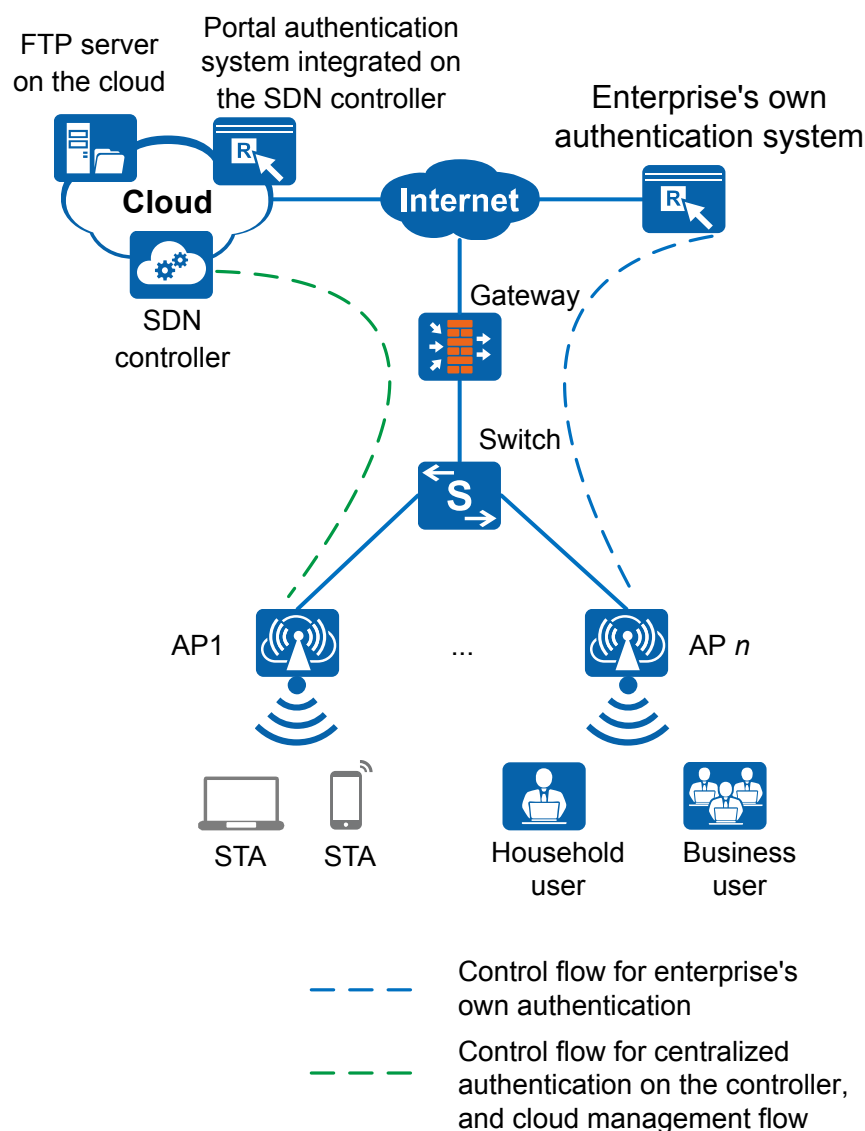 FTP server
on the cloud
Portal authentication
system integrated on
the SDN controller
Enterprise's own
authentication system
R
R
Cloud
Internet
SDN
controller
Gateway
Switch
S
AP1
...
AP n
STA
STA
Household
user
Business
user
Control flow for enterprise's
own authentication
Control flow for centralized
authentication on the controller,
and cloud management flow